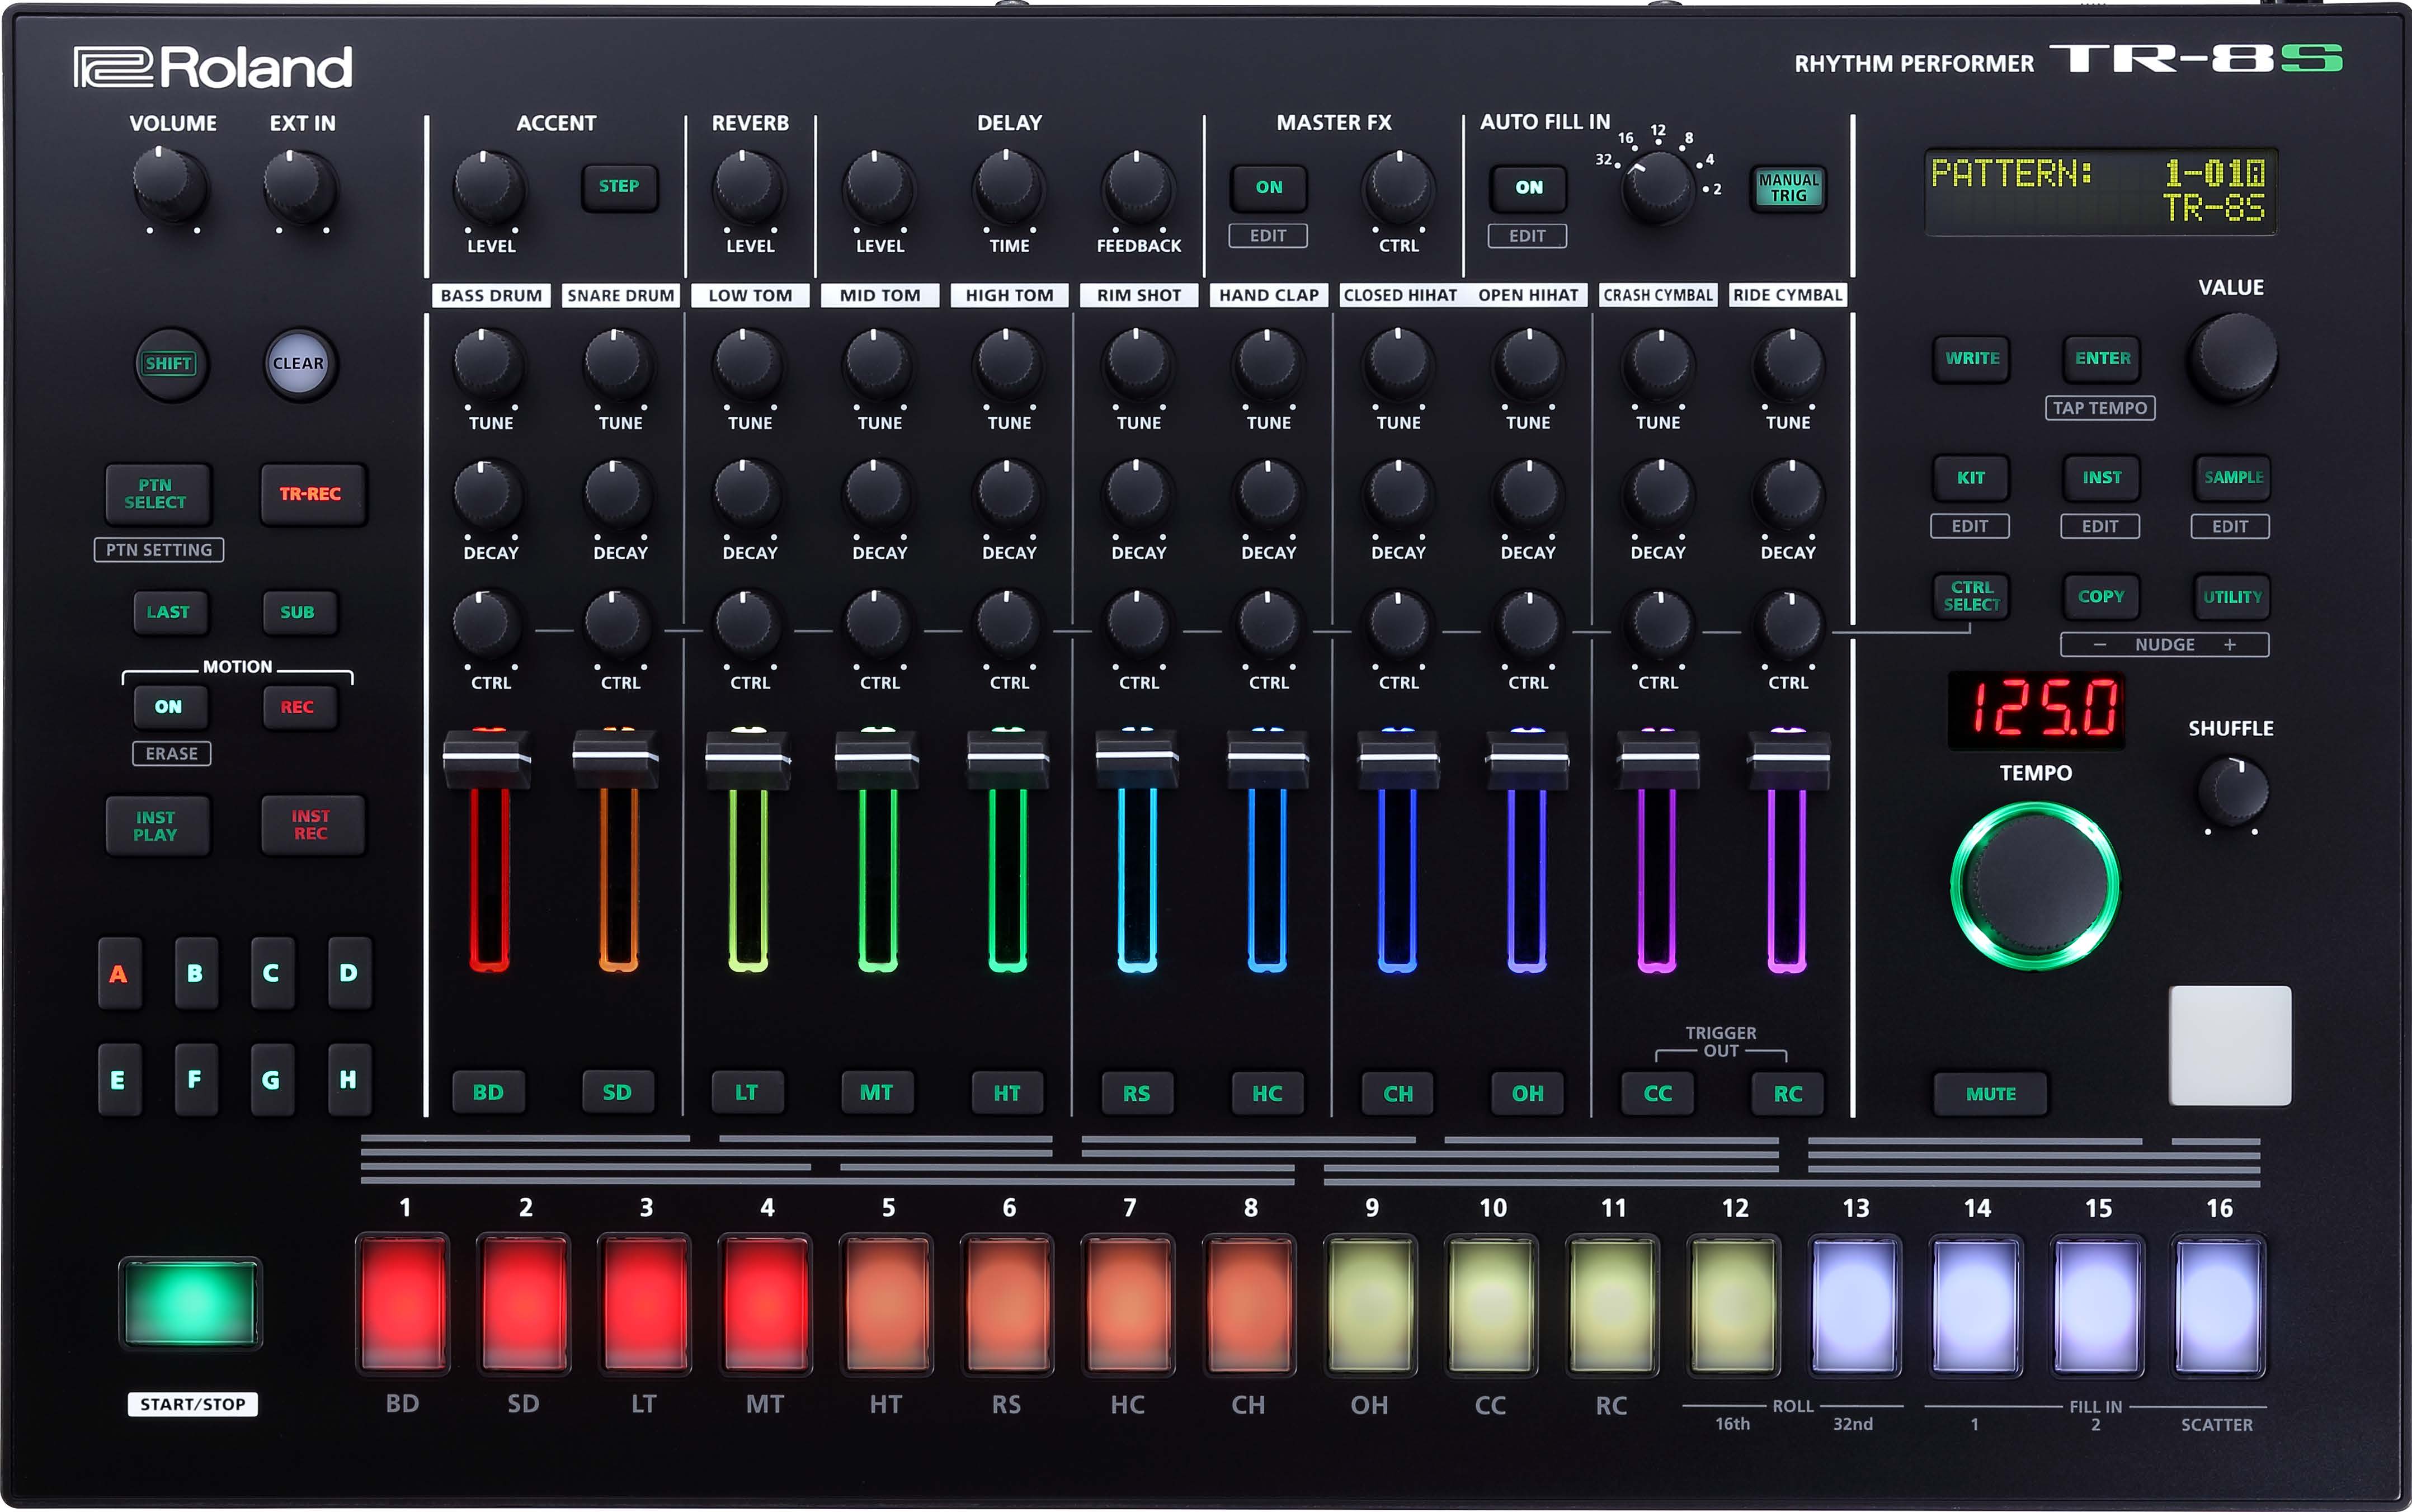 Roland
RHYTHM PERFORMER TR-8S
VOLUME EXT IN
ACCENT REVERB DELAY MASTER FX AUTO FILL IN
32 16 12 8 4 2
STEP ON ON MANUAL
TRIG
LEVEL LEVEL LEVEL TIME FEEDBACK EDIT CTRL EDIT
PATTERN: 1-01
TR-8S
BASS DRUM SNARE DRUM LOW TOM MID TOM HIGH TOM RIM SHOT HAND CLAP CLOSED HIHAT OPEN HIHAT CRASH CYMBAL RIDE CYMBAL
VALUE
SHIFT CLEAR
WRITE ENTER
TAP TEMPO
TUNE TUNE TUNE TUNE TUNE TUNE TUNE TUNE TUNE TUNE TUNE
PTN
SELECT
TR-REC
PTN SETTING
KIT INST SAMPLE
EDIT EDIT EDIT
DECAY DECAY DECAY DECAY DECAY DECAY DECAY DECAY DECAY DECAY DECAY
LAST SUB
CTRL
SELECT
COPY UTILITY
− NUDGE +
MOTION
ON REC
ERASE
CTRL CTRL CTRL CTRL CTRL CTRL CTRL CTRL CTRL CTRL CTRL
125.0
TEMPO
SHUFFLE
INST
PLAY
INST
REC
A B C D
E F G H
TRIGGER
OUT
BD SD LT MT HT RS HC CH OH CC RC
MUTE
1 2 3 4 5 6 7 8 9 10 11 12 13 14 15 16
START/STOP
BD SD LT MT HT RS HC CH OH CC RC
ROLL FILL IN
16th 32nd 1 2 SCATTER